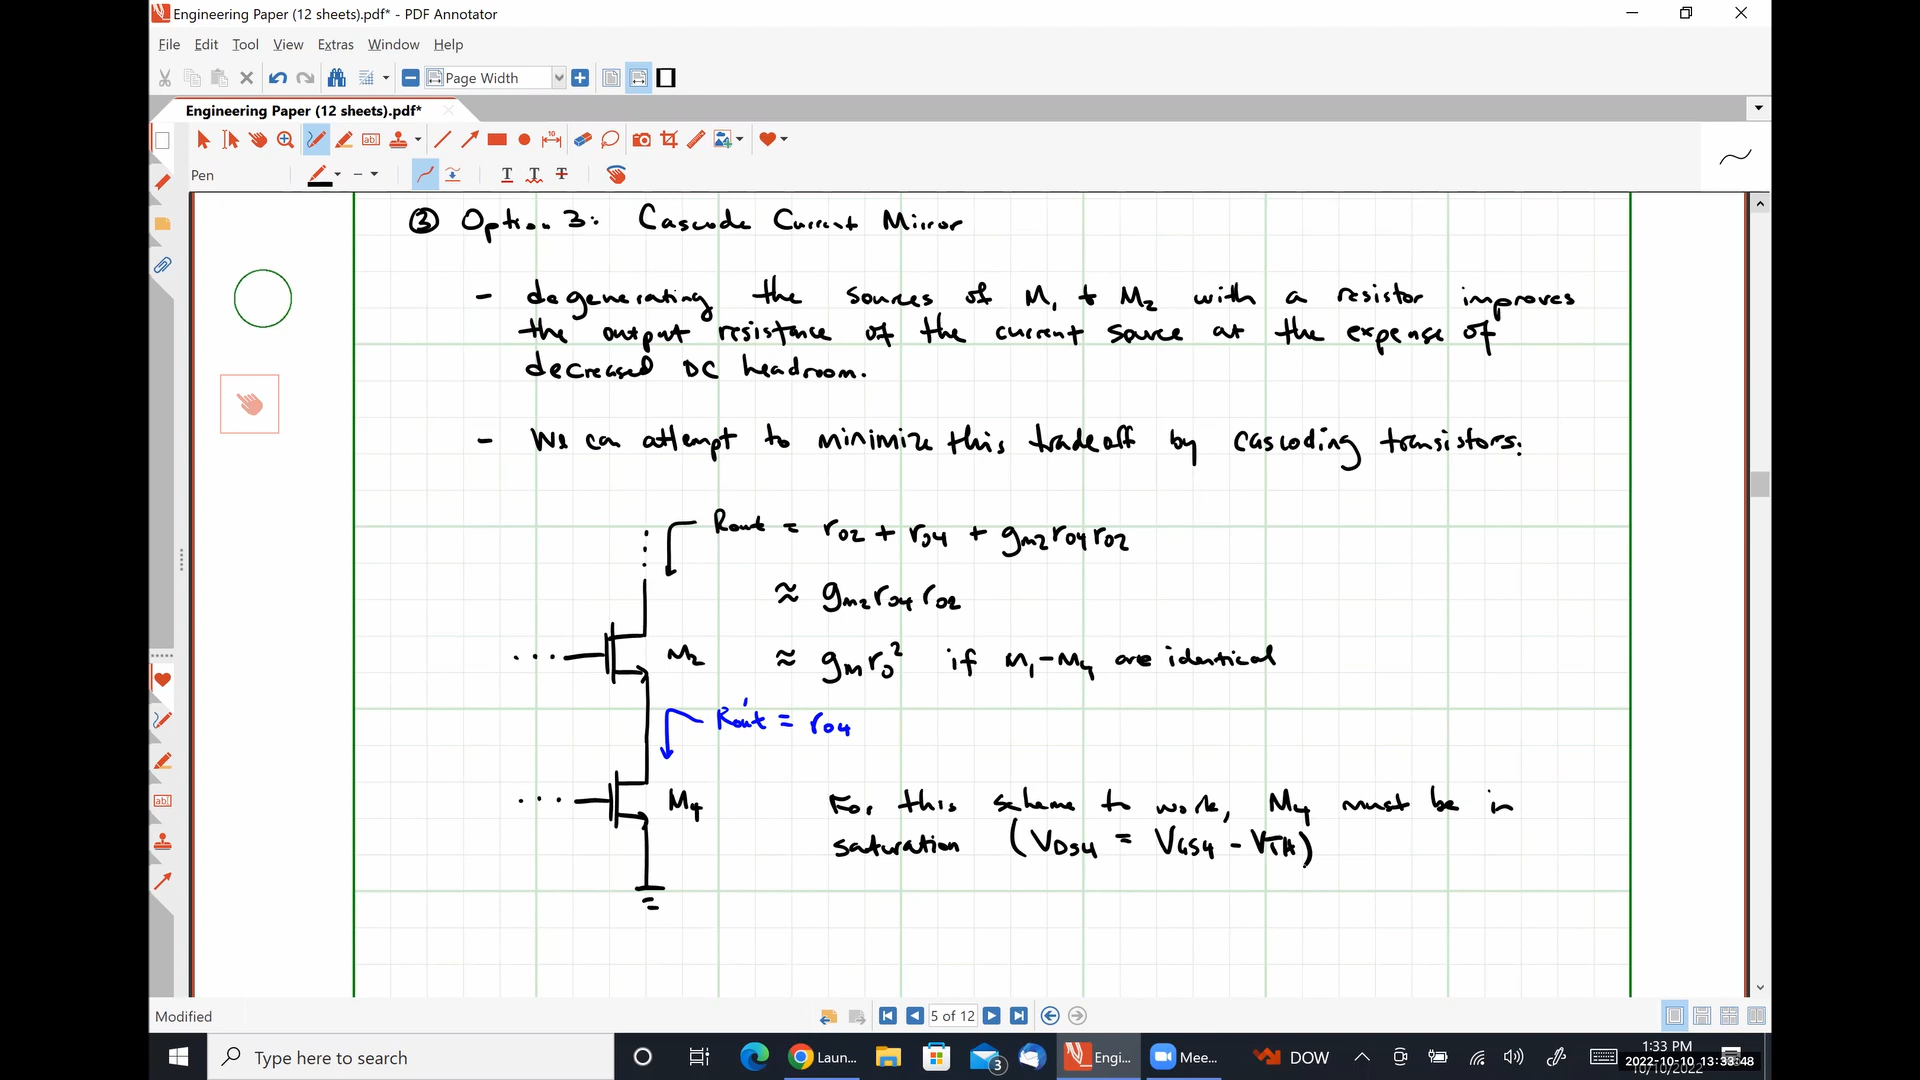 Engineering Paper (12 sheets).pdf* - PDF Annotator
File Edit Tool View Extras Window Help
Page Width
Engineering Paper (12 sheets).pdf*
Pen
③ Option 3: Cascode Current Mirror
- degenerating the sources of M1 + M2 with a resistor improves
the output resistance of the current source at the expense of
decreased DC headroom.
- We can attempt to minimize this tradeoff by cascoding transistors:
Rout = ro2 + ro4 + gm2ro4ro2
≈ gm2ro4ro2
M2 ≈ gmro² if M1-M4 are identical
Rout' = ro4
M4 For this scheme to work, M4 must be in
saturation (VDS4 = VGS4 - VTH)
Modified
5 of 12
Type here to search
Laun...
3
Engi...
Mee...
DOW
1:33 PM
2022-10-10 13:33:48
10/10/2022